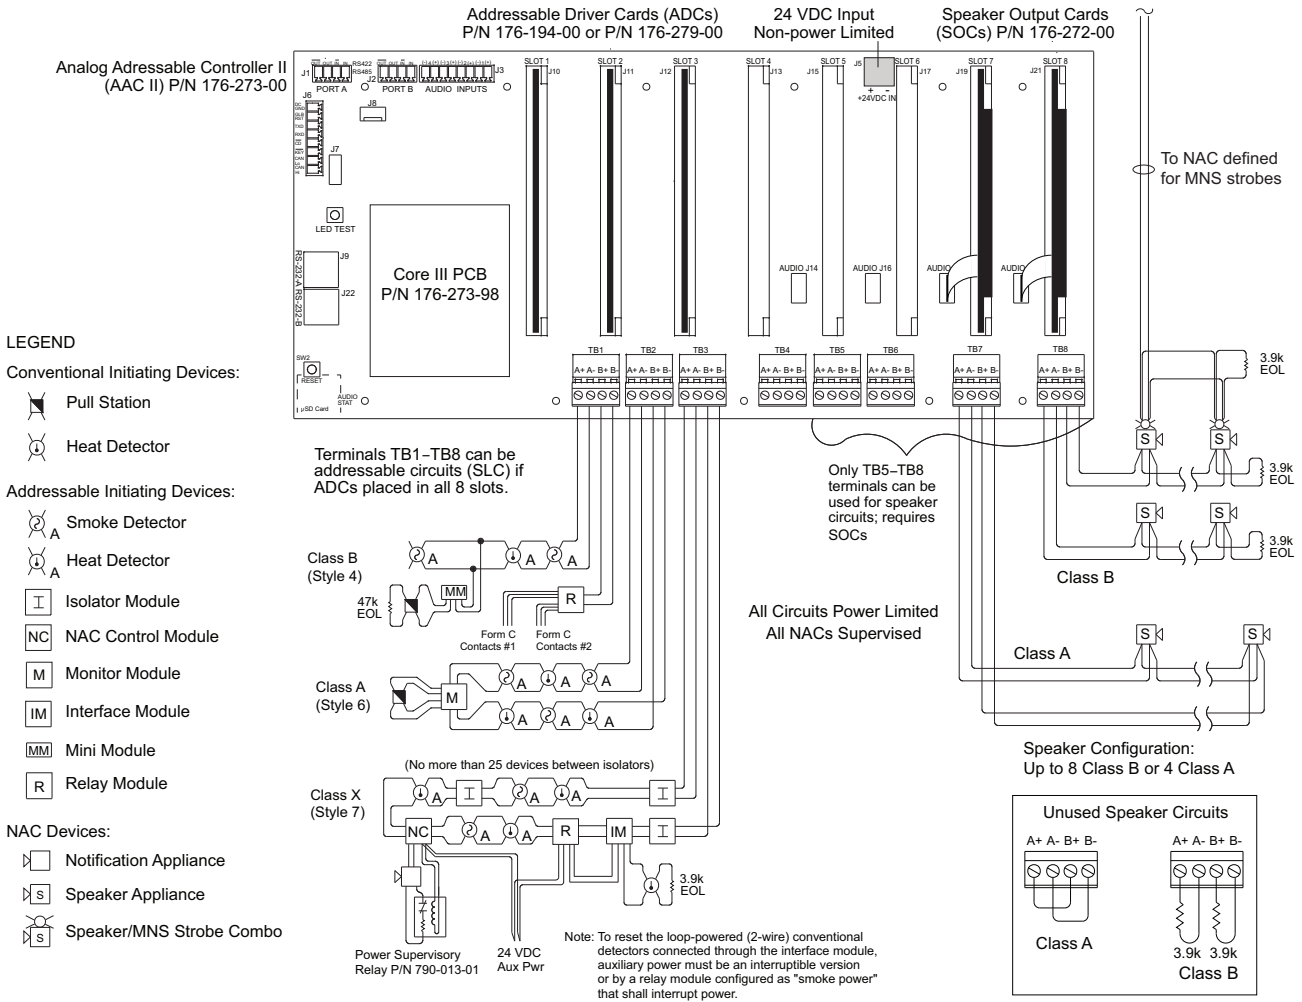 Addressable Driver Cards (ADCs)
P/N 176-194-00 or P/N 176-279-00
24 VDC Input
Non-power Limited
Speaker Output Cards
(SOCs) P/N 176-272-00
Analog Adressable Controller II
(AAC II) P/N 176-273-00
J1
RS422
RS485
PORT A
J2
PORT B
AUDIO INPUTS
J3
J6
J8
J7
SLOT 1
J10
SLOT 2
J11
J12
SLOT 3
SLOT 4
J13
J15
SLOT 5
J5
SLOT 6
J17
+ -
+24VDC IN
J19
SLOT 7
J21
SLOT 8
To NAC defined
for MNS strobes
LED TEST
RS-232-A
J9
RS-232-B
J22
Core III PCB
P/N 176-273-98
AUDIO J14
AUDIO J16
AUDIO
AUDIO
SW2
RESET
AUDIO
STAT
µSD Card
TB1
A+ A- B+ B-
TB2
A+ A- B+ B-
TB3
A+ A- B+ B-
TB4
A+ A- B+ B-
TB5
A+ A- B+ B-
TB6
A+ A- B+ B-
TB7
A+ A- B+ B-
TB8
A+ A- B+ B-
3.9k
EOL
S
S
3.9k
EOL
S
S
3.9k
EOL
Class B
LEGEND
Conventional Initiating Devices:
Pull Station
Heat Detector
Addressable Initiating Devices:
A
Smoke Detector
A
Heat Detector
I
Isolator Module
NC
NAC Control Module
M
Monitor Module
IM
Interface Module
MM
Mini Module
R
Relay Module
NAC Devices:
Notification Appliance
S
Speaker Appliance
S
Speaker/MNS Strobe Combo
Terminals TB1–TB8 can be
addressable circuits (SLC) if
ADCs placed in all 8 slots.
Only TB5–TB8
terminals can be
used for speaker
circuits; requires
SOCs
Class B
(Style 4)
A
A
A
47k
EOL
MM
R
Form C
Contacts #1
Form C
Contacts #2
All Circuits Power Limited
All NACs Supervised
Class A
S
S
Class A
(Style 6)
M
A
A
A
A
A
A
(No more than 25 devices between isolators)
Class X
(Style 7)
A
I
A
A
I
NC
A
A
R
IM
I
3.9k
EOL
Power Supervisory
Relay P/N 790-013-01
24 VDC
Aux Pwr
Note: To reset the loop-powered (2-wire) conventional
detectors connected through the interface module,
auxiliary power must be an interruptible version
or by a relay module configured as "smoke power"
that shall interrupt power.
Speaker Configuration:
Up to 8 Class B or 4 Class A
Unused Speaker Circuits
A+ A- B+ B-
Class A
A+ A- B+ B-
3.9k 3.9k
Class B